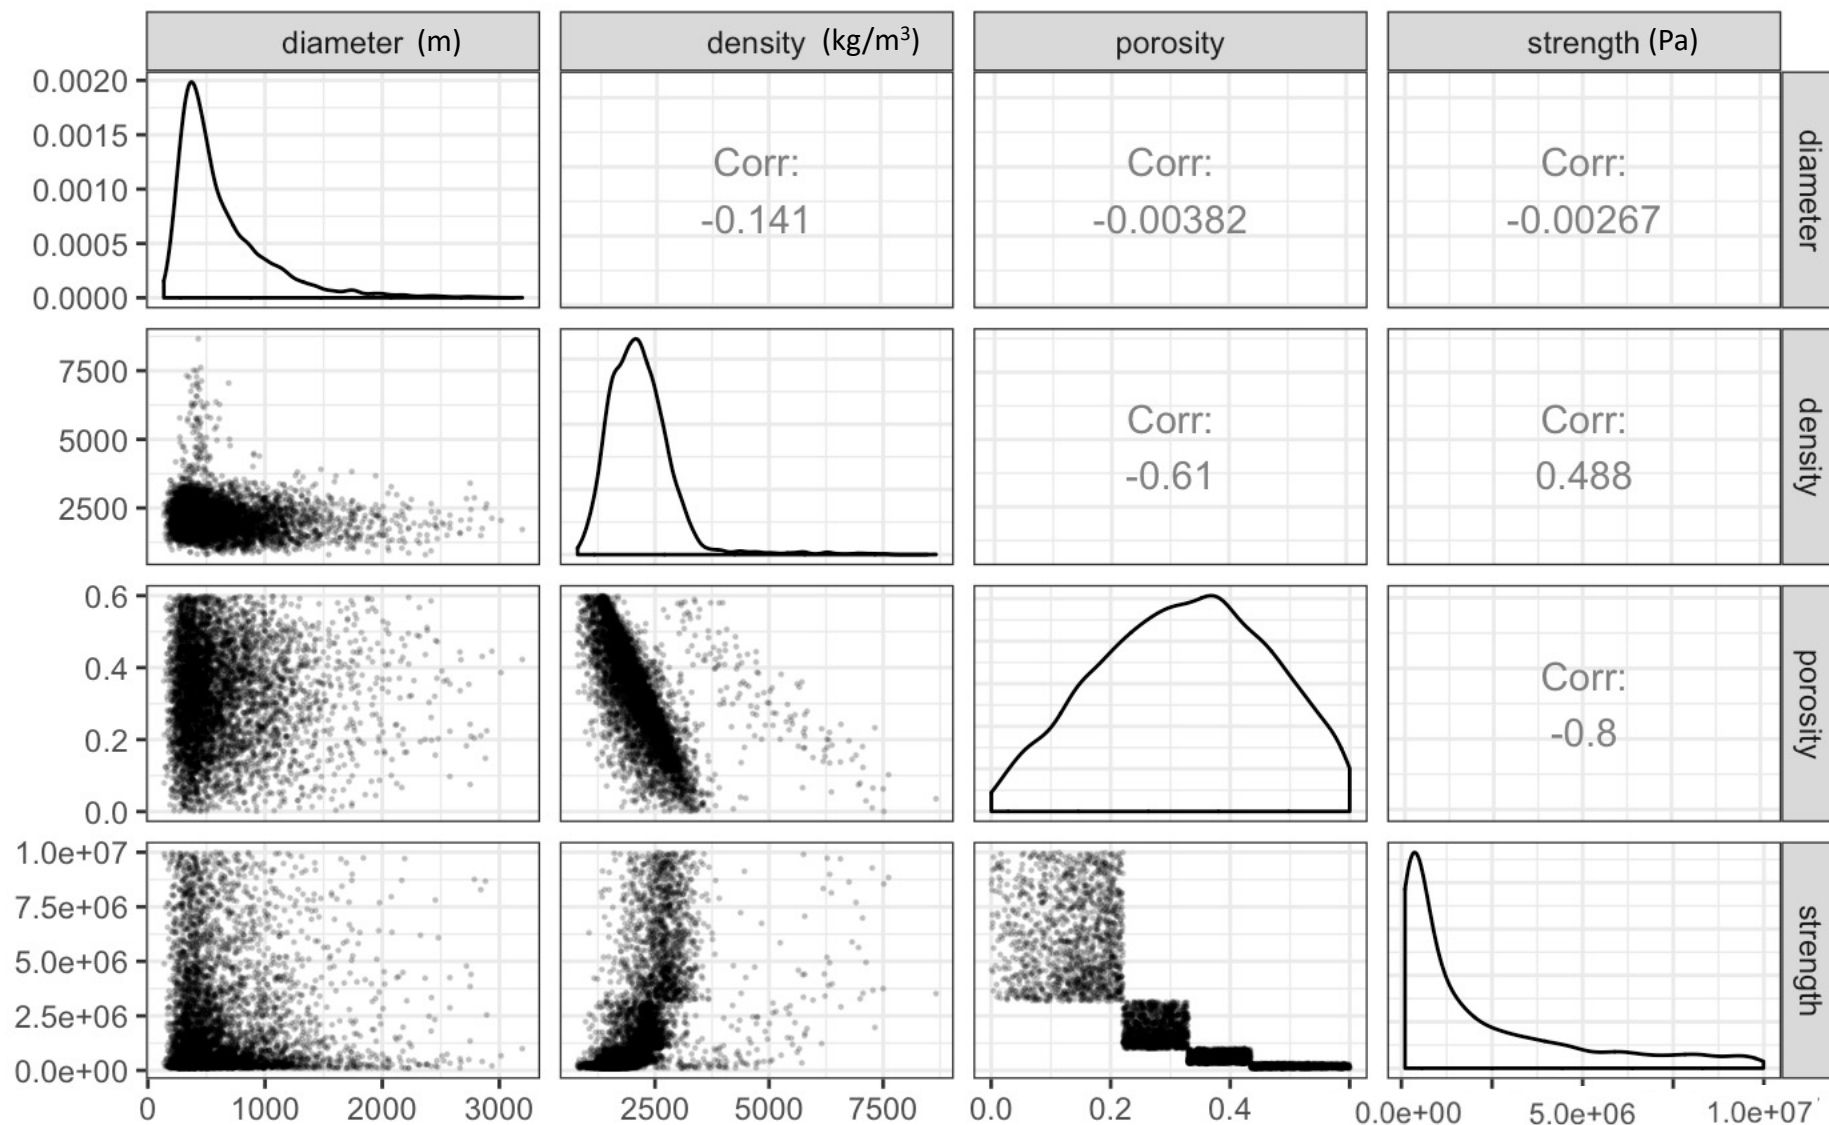 diameter (m)
density (kg/m³)
porosity
strength (Pa)
0.0020
0.0015
0.0010
0.0005
0.0000
Corr:
-0.141
Corr:
-0.00382
Corr:
-0.00267
diameter
7500
5000
2500
Corr:
-0.61
Corr:
0.488
density
0.6
0.4
0.2
0.0
Corr:
-0.8
porosity
1.0e+07
7.5e+06
5.0e+06
2.5e+06
0.0e+00
strength
0 1000 2000 3000
2500 5000 7500
0.0 0.2 0.4
0.0e+00 5.0e+06 1.0e+07